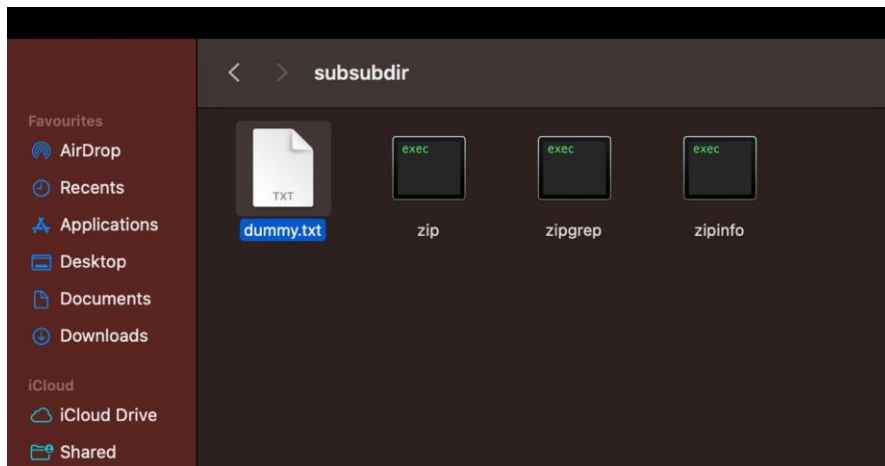 subsubdir
Favourites
AirDrop
Recents
Applications
Desktop
Documents
Downloads
iCloud
iCloud Drive
Shared
exec
exec
exec
TXT
dummy.txt
zip
zipgrep
zipinfo